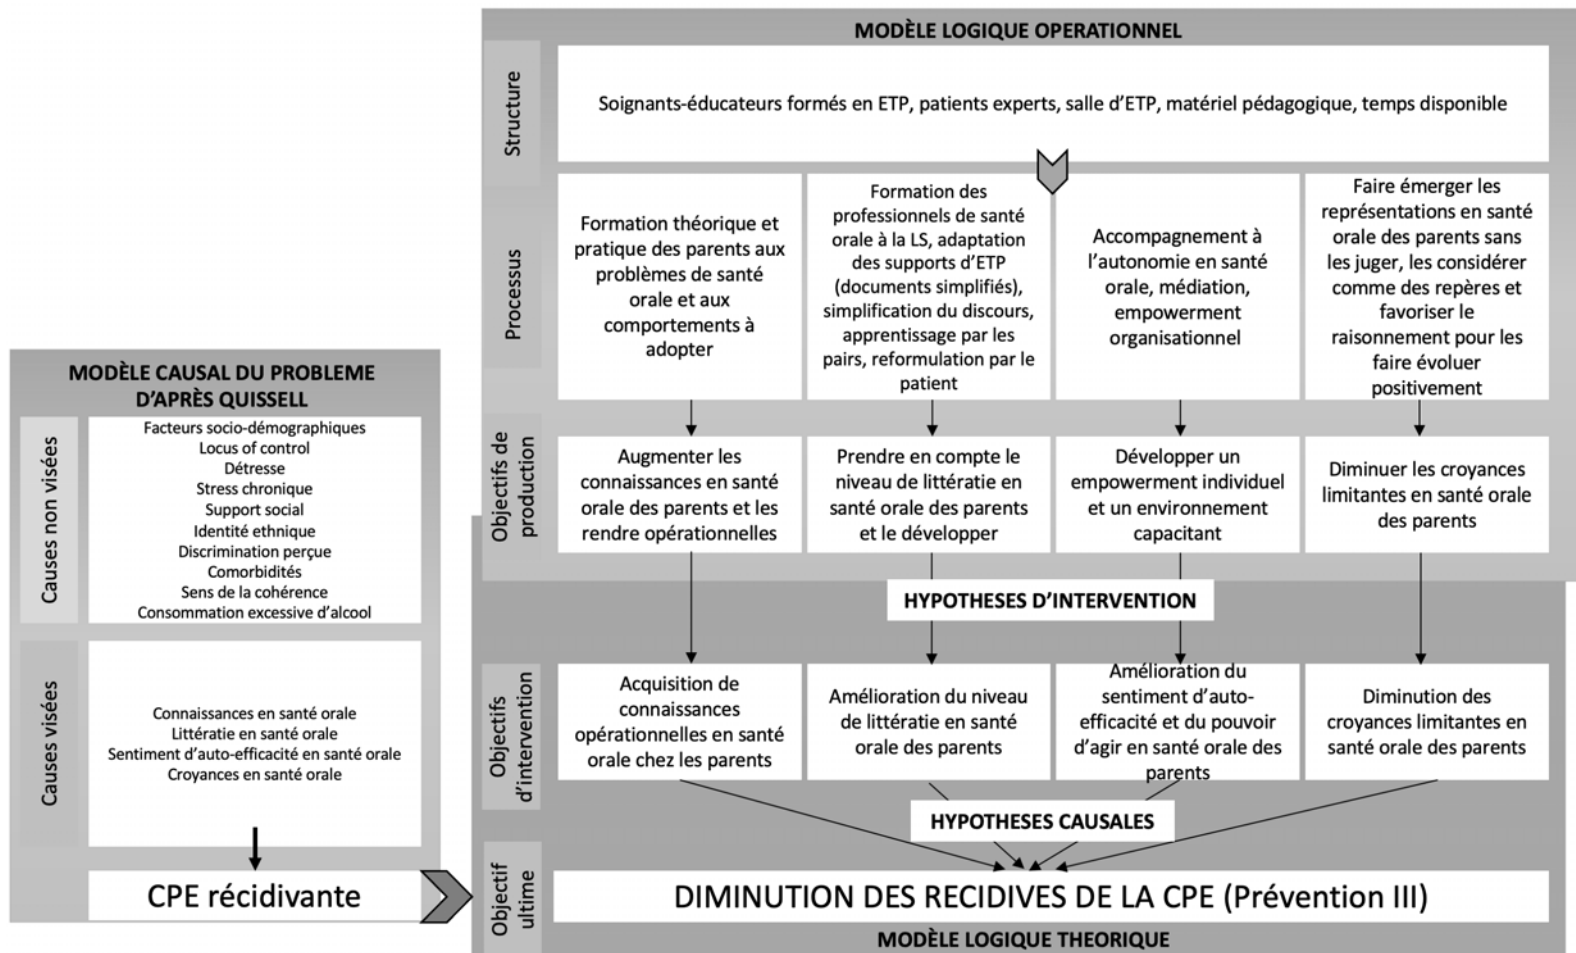 MODÈLE LOGIQUE OPERATIONNEL
Structure
Soignants-éducateurs formés en ETP, patients experts, salle d'ETP, matériel pédagogique, temps disponible
Processus
Formation théorique et
pratique des parents aux
problèmes de santé
orale et aux
comportements à
adopter
Formation des
professionnels de santé
orale à la LS, adaptation
des supports d'ETP
(documents simplifiés),
simplification du discours,
apprentissage par les
pairs, reformulation par le
patient
Accompagnement à
l'autonomie en santé
orale, médiation,
empowerment
organisationnel
Faire émerger les
représentations en santé
orale des parents sans
les juger, les considérer
comme des repères et
favoriser le
raisonnement pour les
faire évoluer
positivement
Objectifs de
production
Augmenter les
connaissances en santé
orale des parents et les
rendre opérationnelles
Prendre en compte le
niveau de littératie en
santé orale des parents
et le développer
Développer un
empowerment individuel
et un environnement
capacitant
Diminuer les croyances
limitantes en santé orale
des parents
HYPOTHESES D'INTERVENTION
Objectifs
d'intervention
Acquisition de
connaissances
opérationnelles en santé
orale chez les parents
Amélioration du niveau
de littératie en santé
orale des parents
Amélioration du
sentiment d'auto-
efficacité et du pouvoir
d'agir en santé orale des
parents
Diminution des
croyances limitantes en
santé orale des parents
HYPOTHESES CAUSALES
Objectif
ultime
DIMINUTION DES RECIDIVES DE LA CPE (Prévention III)
MODÈLE LOGIQUE THEORIQUE
MODÈLE CAUSAL DU PROBLEME
D'APRÈS QUISSELL
Causes non visées
Facteurs socio-démographiques
Locus of control
Détresse
Stress chronique
Support social
Identité ethnique
Discrimination perçue
Comorbidités
Sens de la cohérence
Consommation excessive d'alcool
Causes visées
Connaissances en santé orale
Littératie en santé orale
Sentiment d'auto-efficacité en santé orale
Croyances en santé orale
CPE récidivante